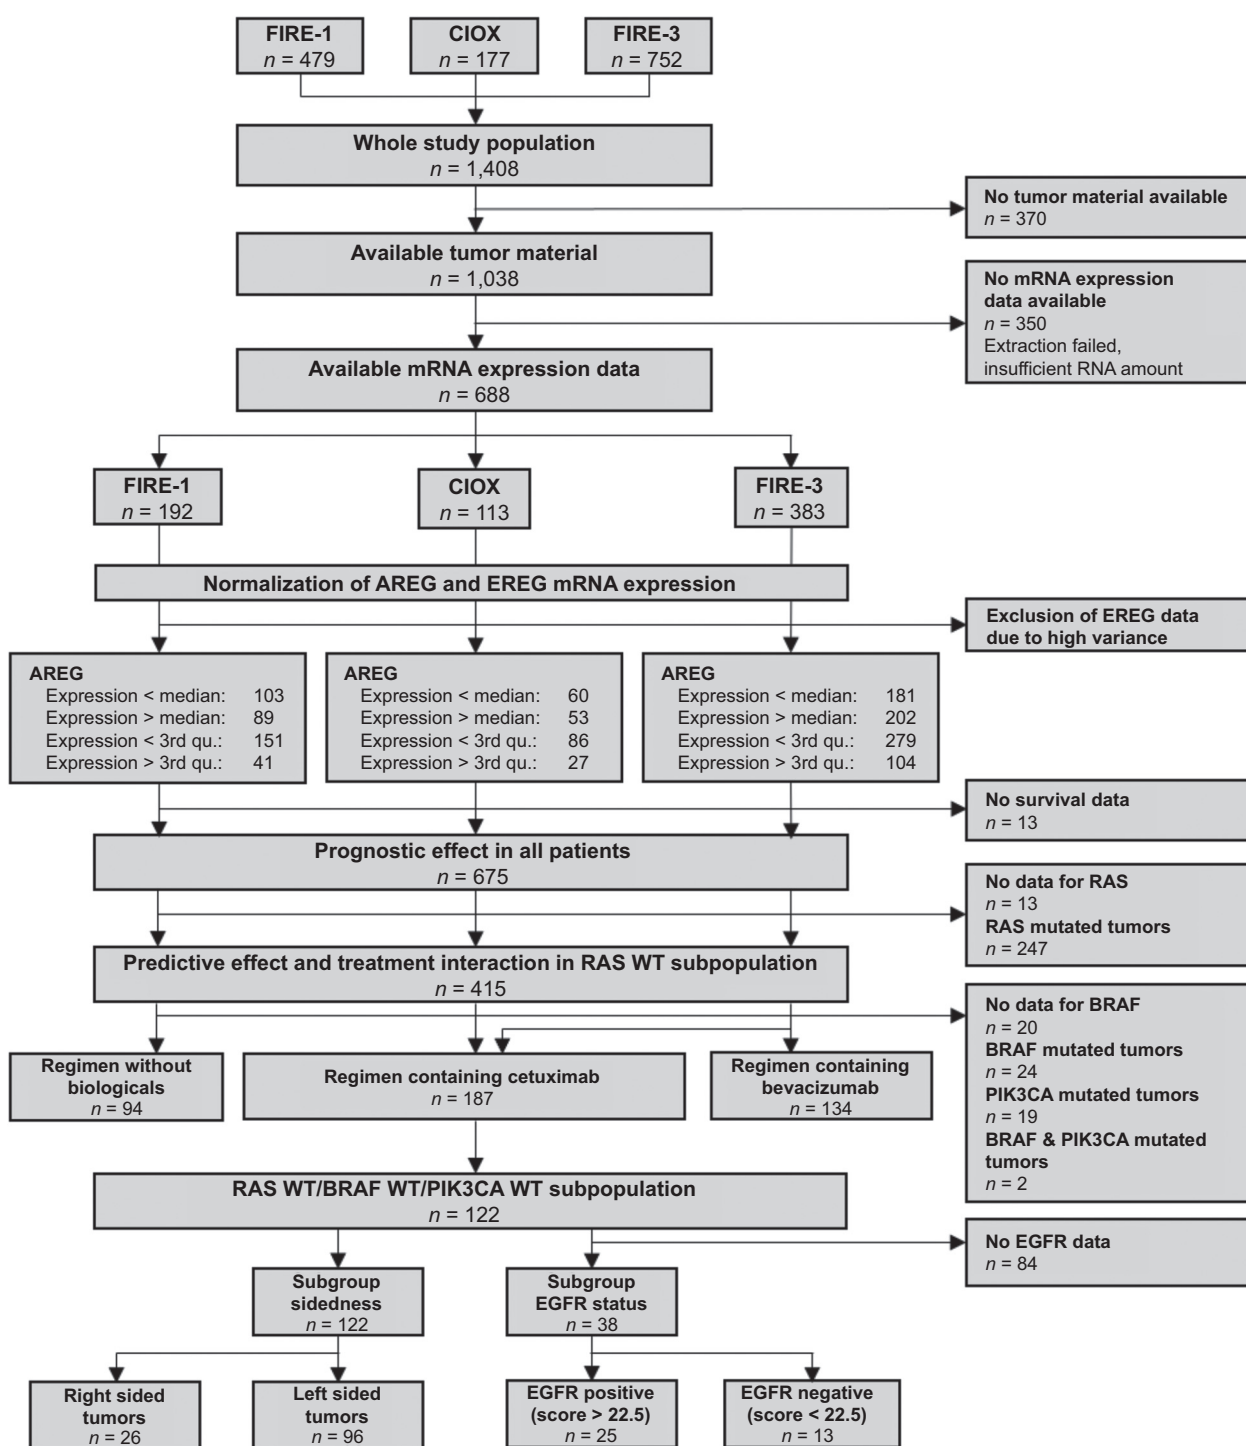 FIRE-1
n = 479
CIOX
n = 177
FIRE-3
n = 752
Whole study population
n = 1,408
No tumor material available
n = 370
Available tumor material
n = 1,038
No mRNA expression
data available
n = 350
Extraction failed,
insufficient RNA amount
Available mRNA expression data
n = 688
FIRE-1
n = 192
CIOX
n = 113
FIRE-3
n = 383
Normalization of AREG and EREG mRNA expression
Exclusion of EREG data
due to high variance
AREG
Expression < median: 103
Expression > median: 89
Expression < 3rd qu.: 151
Expression > 3rd qu.: 41
AREG
Expression < median: 60
Expression > median: 53
Expression < 3rd qu.: 86
Expression > 3rd qu.: 27
AREG
Expression < median: 181
Expression > median: 202
Expression < 3rd qu.: 279
Expression > 3rd qu.: 104
No survival data
n = 13
Prognostic effect in all patients
n = 675
No data for RAS
n = 13
RAS mutated tumors
n = 247
Predictive effect and treatment interaction in RAS WT subpopulation
n = 415
No data for BRAF
n = 20
BRAF mutated tumors
n = 24
PIK3CA mutated tumors
n = 19
BRAF & PIK3CA mutated
tumors
n = 2
Regimen without
biologicals
n = 94
Regimen containing cetuximab
n = 187
Regimen containing
bevacizumab
n = 134
RAS WT/BRAF WT/PIK3CA WT subpopulation
n = 122
No EGFR data
n = 84
Subgroup
sidedness
n = 122
Subgroup
EGFR status
n = 38
Right sided
tumors
n = 26
Left sided
tumors
n = 96
EGFR positive
(score > 22.5)
n = 25
EGFR negative
(score < 22.5)
n = 13